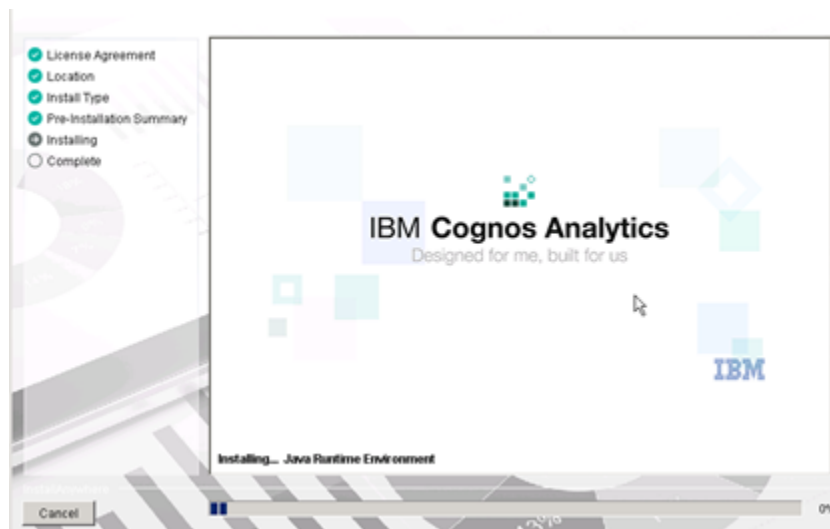 License Agreement
Location
Install Type
Pre-Installation Summary
Installing
Complete
IBM Cognos Analytics
Designed for me, built for us
IBM
Installing... Java Runtime Environment
InstallAnywhere
Cancel
0%